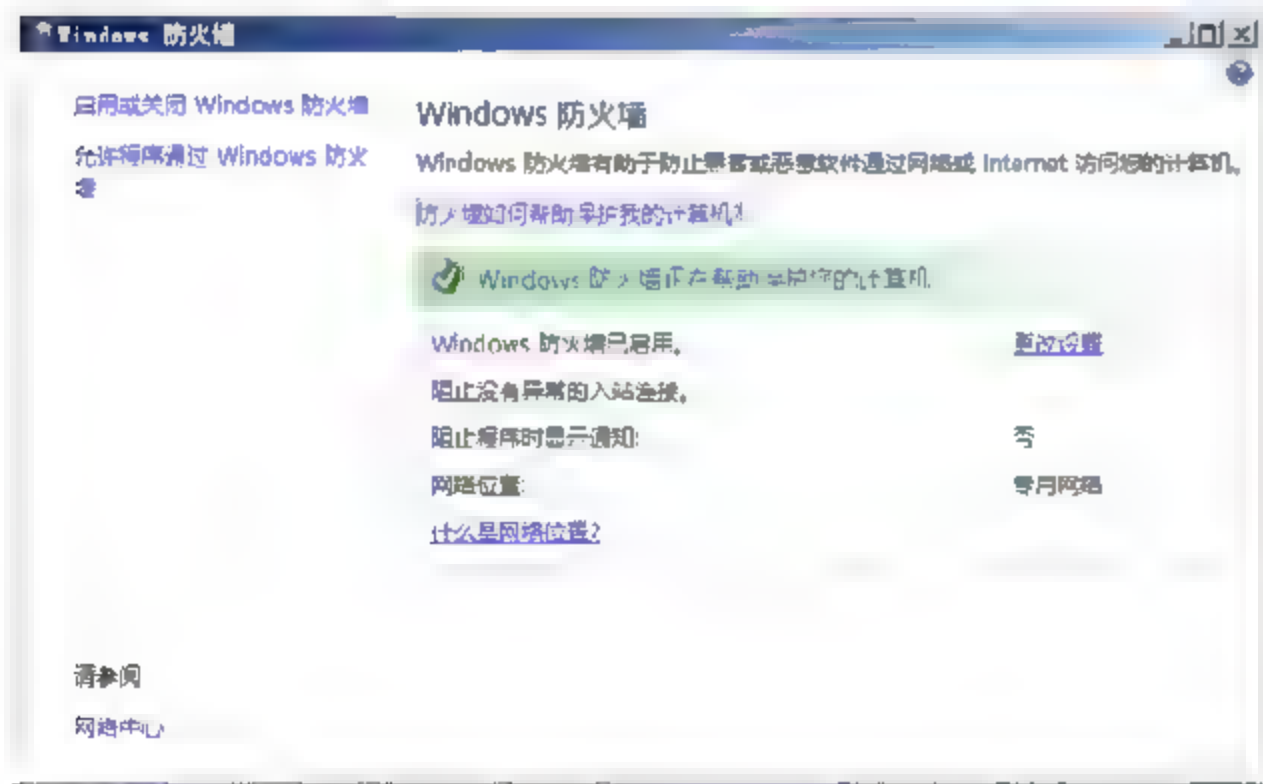 Windows 防火墙
启用或关闭 Windows 防火墙
允许程序通过 Windows 防火
墙
Windows 防火墙
Windows 防火墙有助于防止黑客或恶意软件通过网络或 Internet 访问您的计算机。
防火墙如何帮助保护我的计算机?
Windows 防火墙正在帮助保护您的计算机
Windows 防火墙已启用。
更改设置
阻止没有异常的入站连接。
阻止程序时显示通知:
否
网络位置:
专用网络
什么是网络位置?
请参阅
网络中心